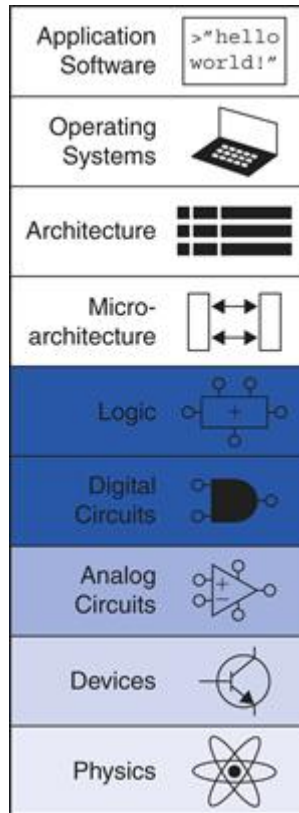 Application
Software
>"hello
world!"
Operating
Systems
Architecture
Micro-
architecture
Logic
+
Digital
Circuits
Analog
Circuits
+
−
Devices
Physics